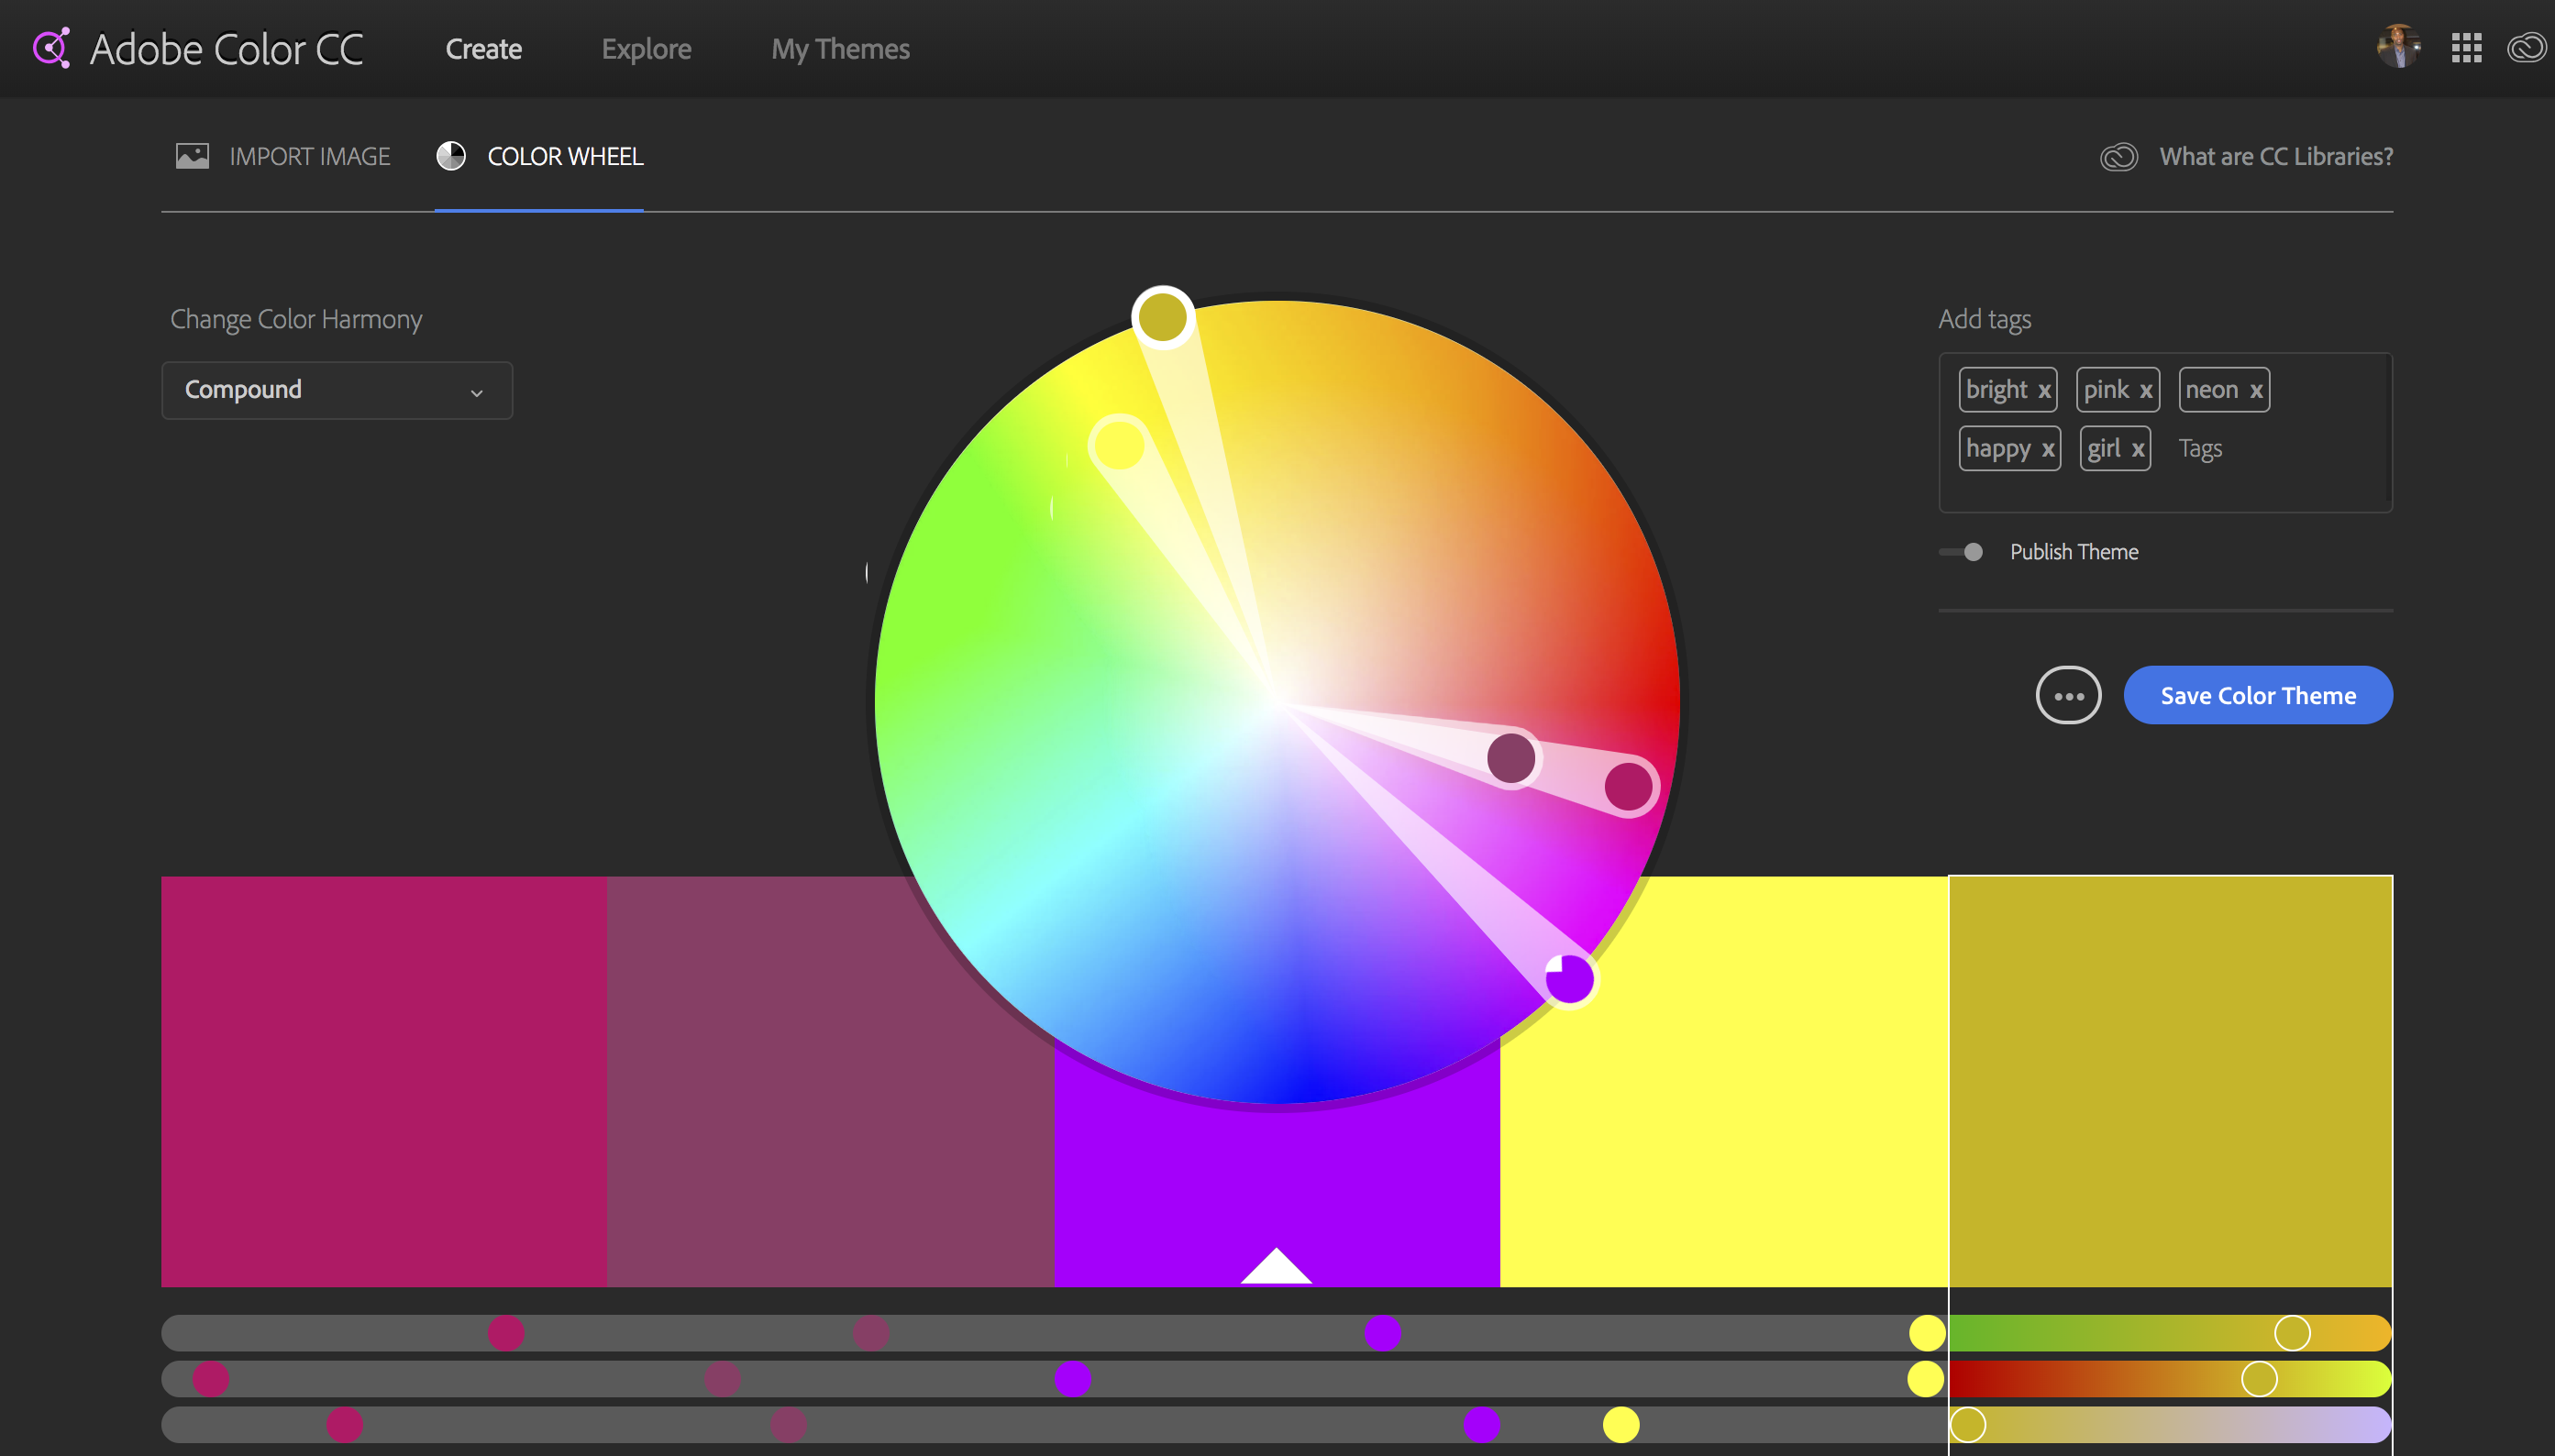 Adobe Color CC Create Explore My Themes
IMPORT IMAGE COLOR WHEEL What are CC Libraries?
Change Color Harmony
Compound
Add tags
bright x pink x neon x
happy x girl x Tags
Publish Theme
Save Color Theme